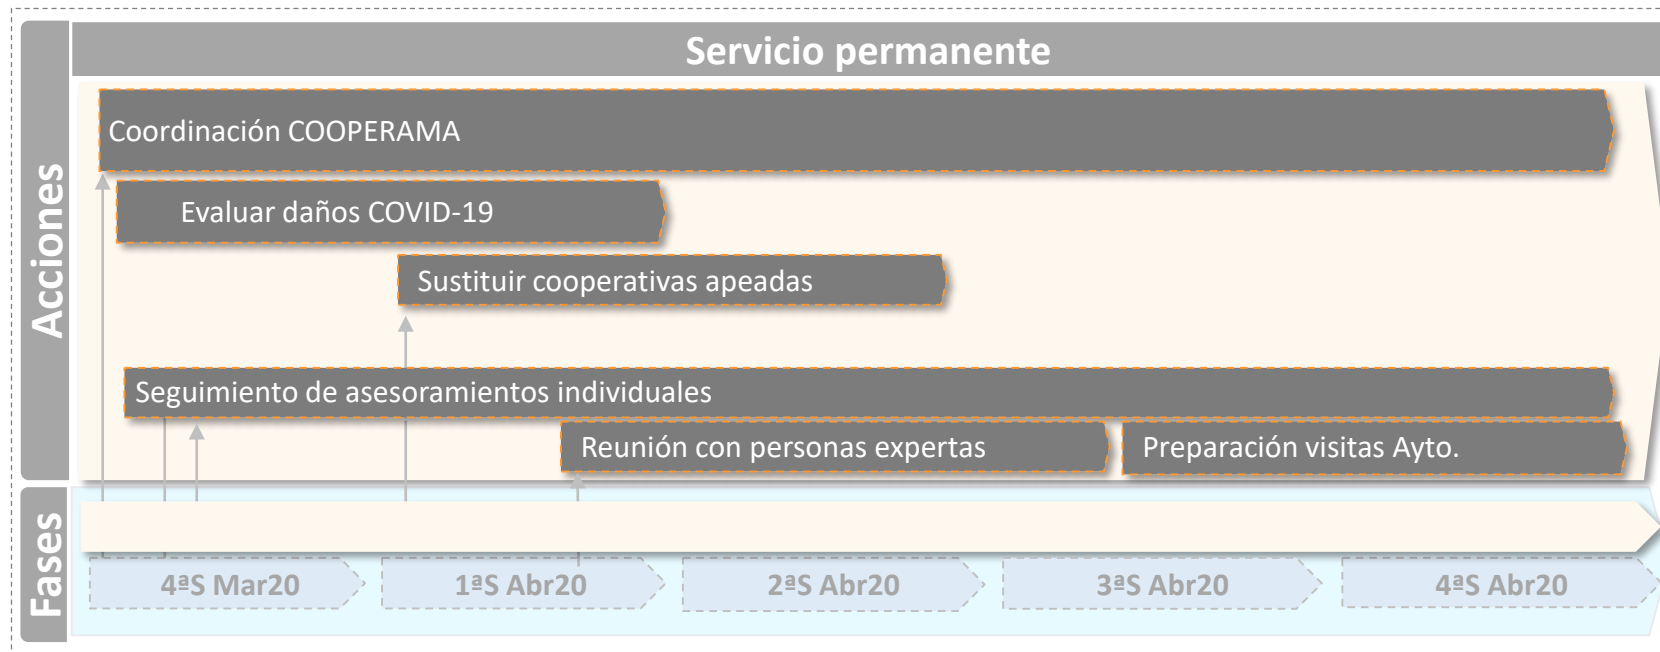 Servicio permanente
Acciones
Coordinación COOPERAMA
Evaluar daños COVID-19
Sustituir cooperativas apeadas
Seguimiento de asesoramientos individuales
Reunión con personas expertas
Preparación visitas Ayto.
Fases
4ªS Mar20
1ªS Abr20
2ªS Abr20
3ªS Abr20
4ªS Abr20